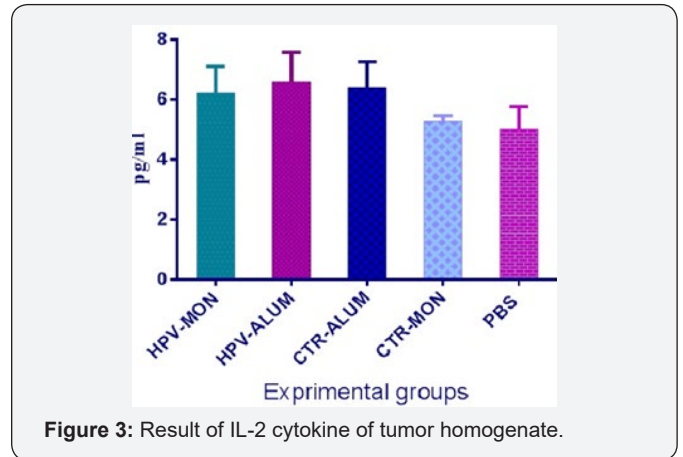 8
6
4
2
0
pg/ml
HPV-MON
HPV-ALUM
CTR-ALUM
CTR-MON
PBS
Exprimental groups
Figure 3: Result of IL-2 cytokine of tumor homogenate.